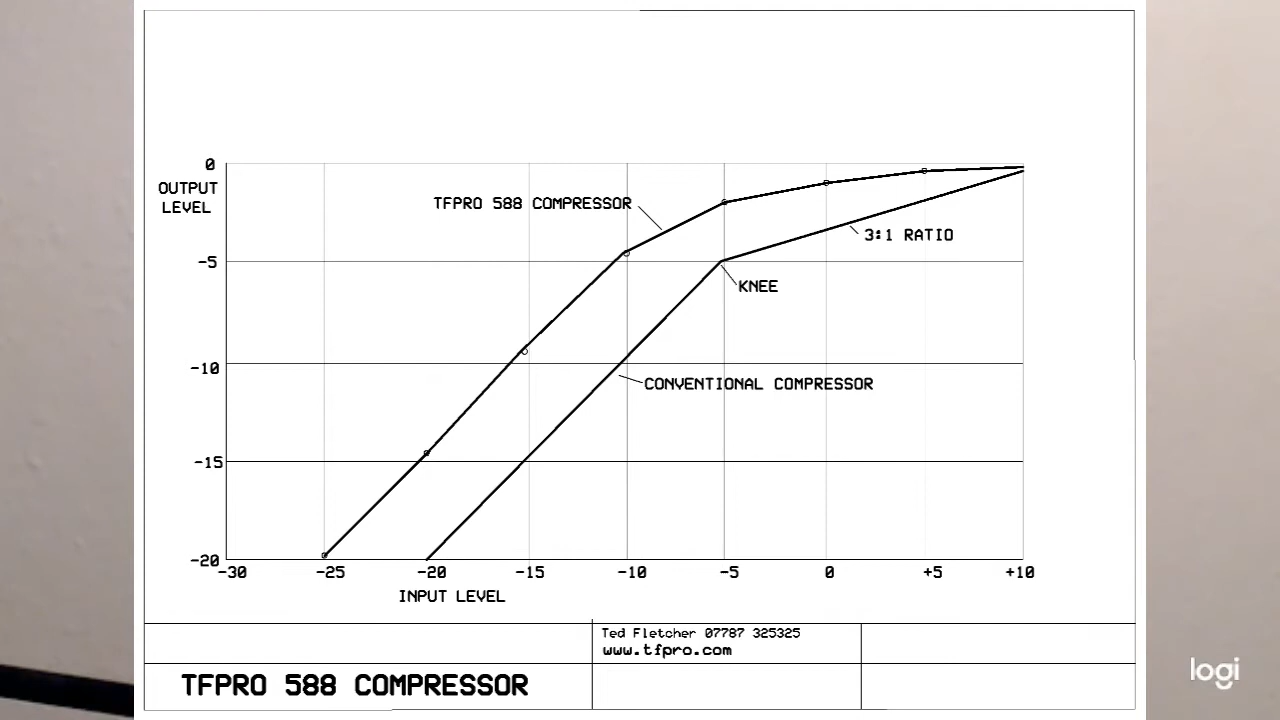 0
OUTPUT
LEVEL
TFPRO 588 COMPRESSOR
3:1 RATIO
-5
KNEE
-10
CONVENTIONAL COMPRESSOR
-15
-20
-30 -25 -20 -15 -10 -5 0 +5 +10
INPUT LEVEL
Ted Fletcher 07787 325325
www.tfpro.com
TFPRO 588 COMPRESSOR
logi